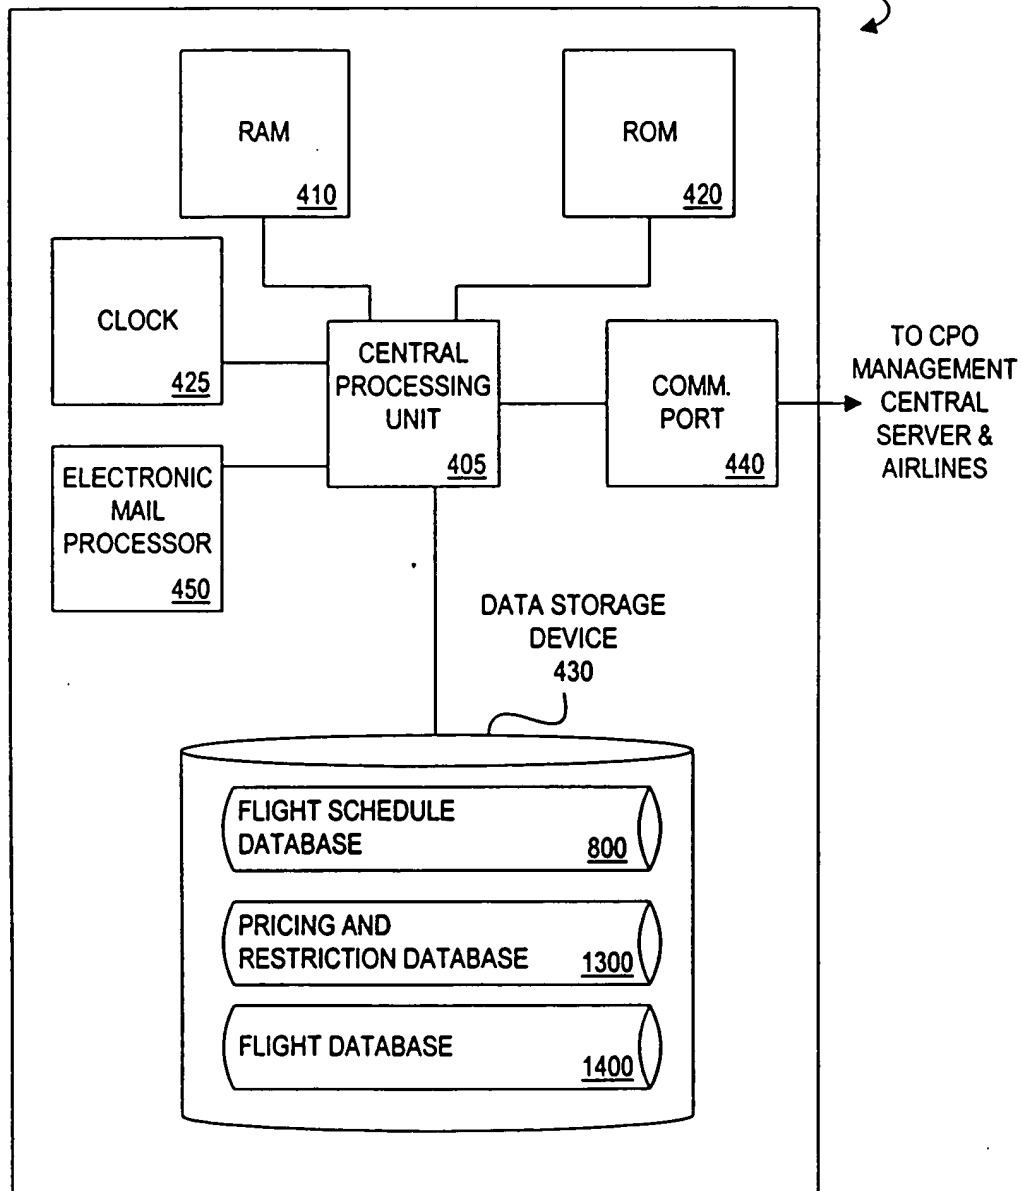 RAM
410
ROM
420
CLOCK
425
CENTRAL
PROCESSING
UNIT
405
COMM.
PORT
440
TO CPO
MANAGEMENT
CENTRAL
SERVER &
AIRLINES
ELECTRONIC
MAIL
PROCESSOR
450
DATA STORAGE
DEVICE
430
FLIGHT SCHEDULE
DATABASE
800
PRICING AND
RESTRICTION DATABASE
1300
FLIGHT DATABASE
1400